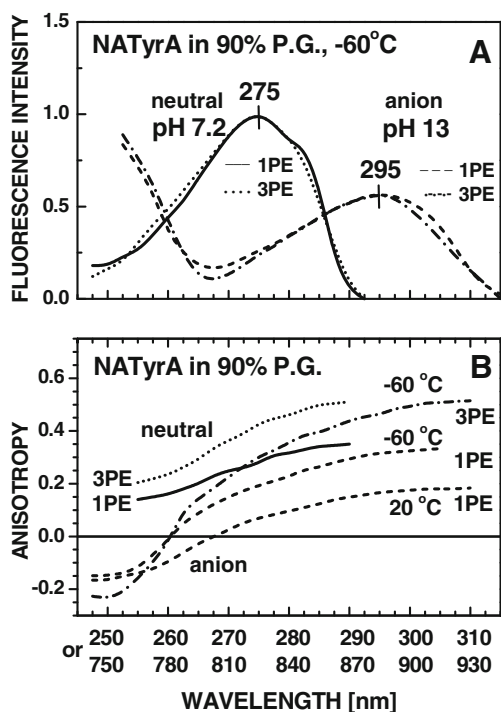 NATyrA in 90% P.G., -60°C
A
neutral
pH 7.2
275
anion
pH 13
1PE
3PE
295
1PE
3PE
FLUORESCENCE INTENSITY
1.5
1.0
0.5
0.0
NATyrA in 90% P.G.
B
-60 °C
neutral
3PE
-60 °C
3PE
1PE
1PE
20 °C
1PE
anion
ANISOTROPY
0.6
0.4
0.2
0.0
-0.2
250 260 270 280 290 300 310
or 750 780 810 840 870 900 930
WAVELENGTH [nm]